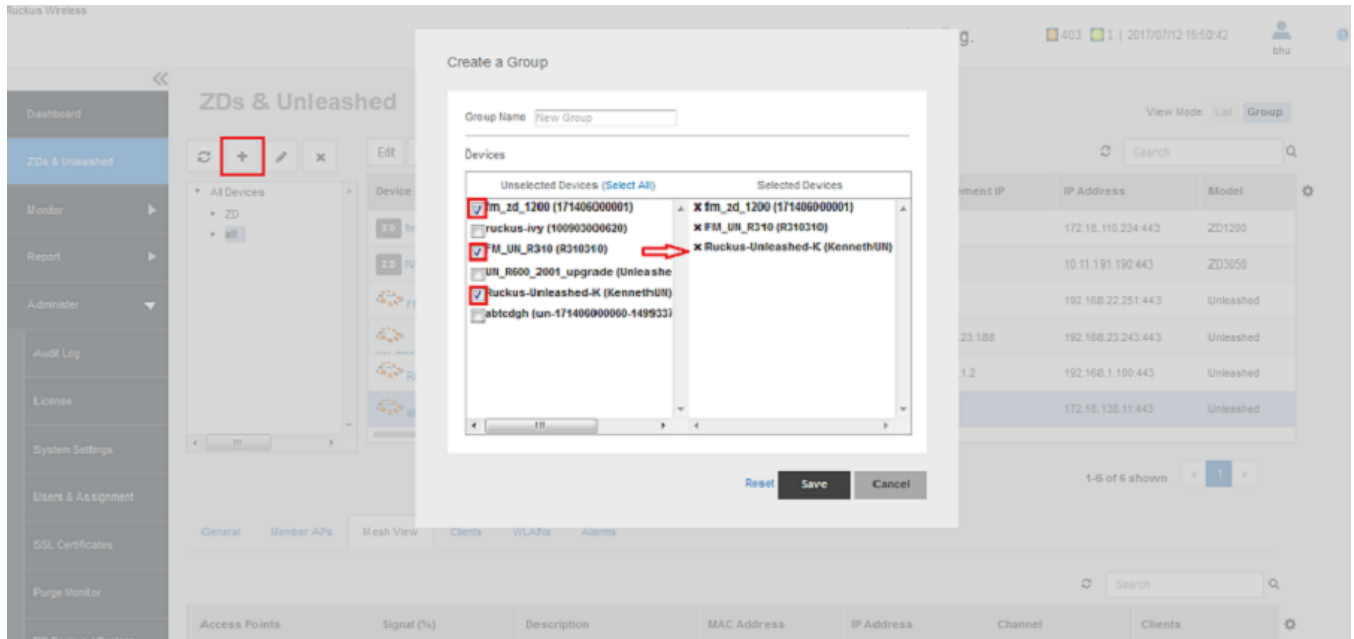 Ruckus Wireless
g.
403 1 | 2017/07/12 15:50:42
bhu
Create a Group
Dashboard
ZDs & Unleashed
Monitor
Report
Administer
Audit Log
License
System Settings
Users & Assignment
SSL Certificates
Purge Monitor
ZDs & Unleashed
View Mode: List Group
Edit
Search
All Devices
ZD
all
Group Name New Group
Devices
Unselected Devices (Select All)
fm_zd_1200 (171406000001)
ruckus-ivy (100903000620)
FM_UN_R310 (R310310)
UN_R600_2001_upgrade (Unleashe
Ruckus-Unleashed-K (KennethUN)
abtcdgh (un-171406000060-1499337
Selected Devices
fm_zd_1200 (171406000001)
FM_UN_R310 (R310310)
Ruckus-Unleashed-K (KennethUN)
Reset Save Cancel
Device ement IP IP Address Model
ZD 172.18.110.234:443 ZD1200
ZD 10.11.191.190:443 ZD3050
192.168.22.251:443 Unleashed
23.188 192.168.23.243:443 Unleashed
.1.2 192.168.1.100:443 Unleashed
172.18.138.11:443 Unleashed
1-6 of 6 shown 1
General Member APs Mesh View Clients WLANs Alarms
Search
Access Points Signal (%) Description MAC Address IP Address Channel Clients